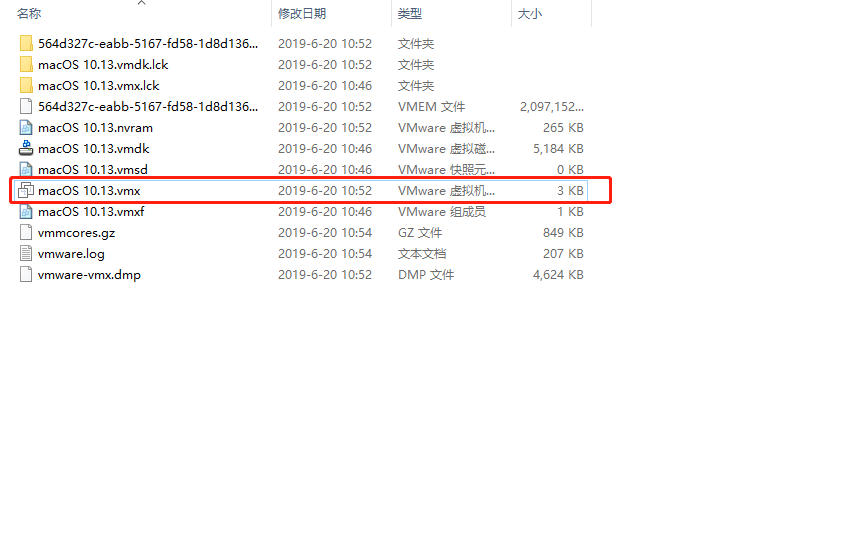 名称 修改日期 类型 大小
564d327c-eabb-5167-fd58-1d8d136... 2019-6-20 10:52 文件夹
macOS 10.13.vmdk.lck 2019-6-20 10:52 文件夹
macOS 10.13.vmx.lck 2019-6-20 10:46 文件夹
564d327c-eabb-5167-fd58-1d8d136... 2019-6-20 10:52 VMEM 文件 2,097,152...
macOS 10.13.nvram 2019-6-20 10:52 VMware 虚拟机... 265 KB
macOS 10.13.vmdk 2019-6-20 10:46 VMware 虚拟磁... 5,184 KB
macOS 10.13.vmsd 2019-6-20 10:46 VMware 快照元... 0 KB
macOS 10.13.vmx 2019-6-20 10:52 VMware 虚拟机... 3 KB
macOS 10.13.vmxf 2019-6-20 10:46 VMware 组成员 1 KB
vmmcores.gz 2019-6-20 10:54 GZ 文件 849 KB
vmware.log 2019-6-20 10:54 文本文档 207 KB
vmware-vmx.dmp 2019-6-20 10:52 DMP 文件 4,624 KB